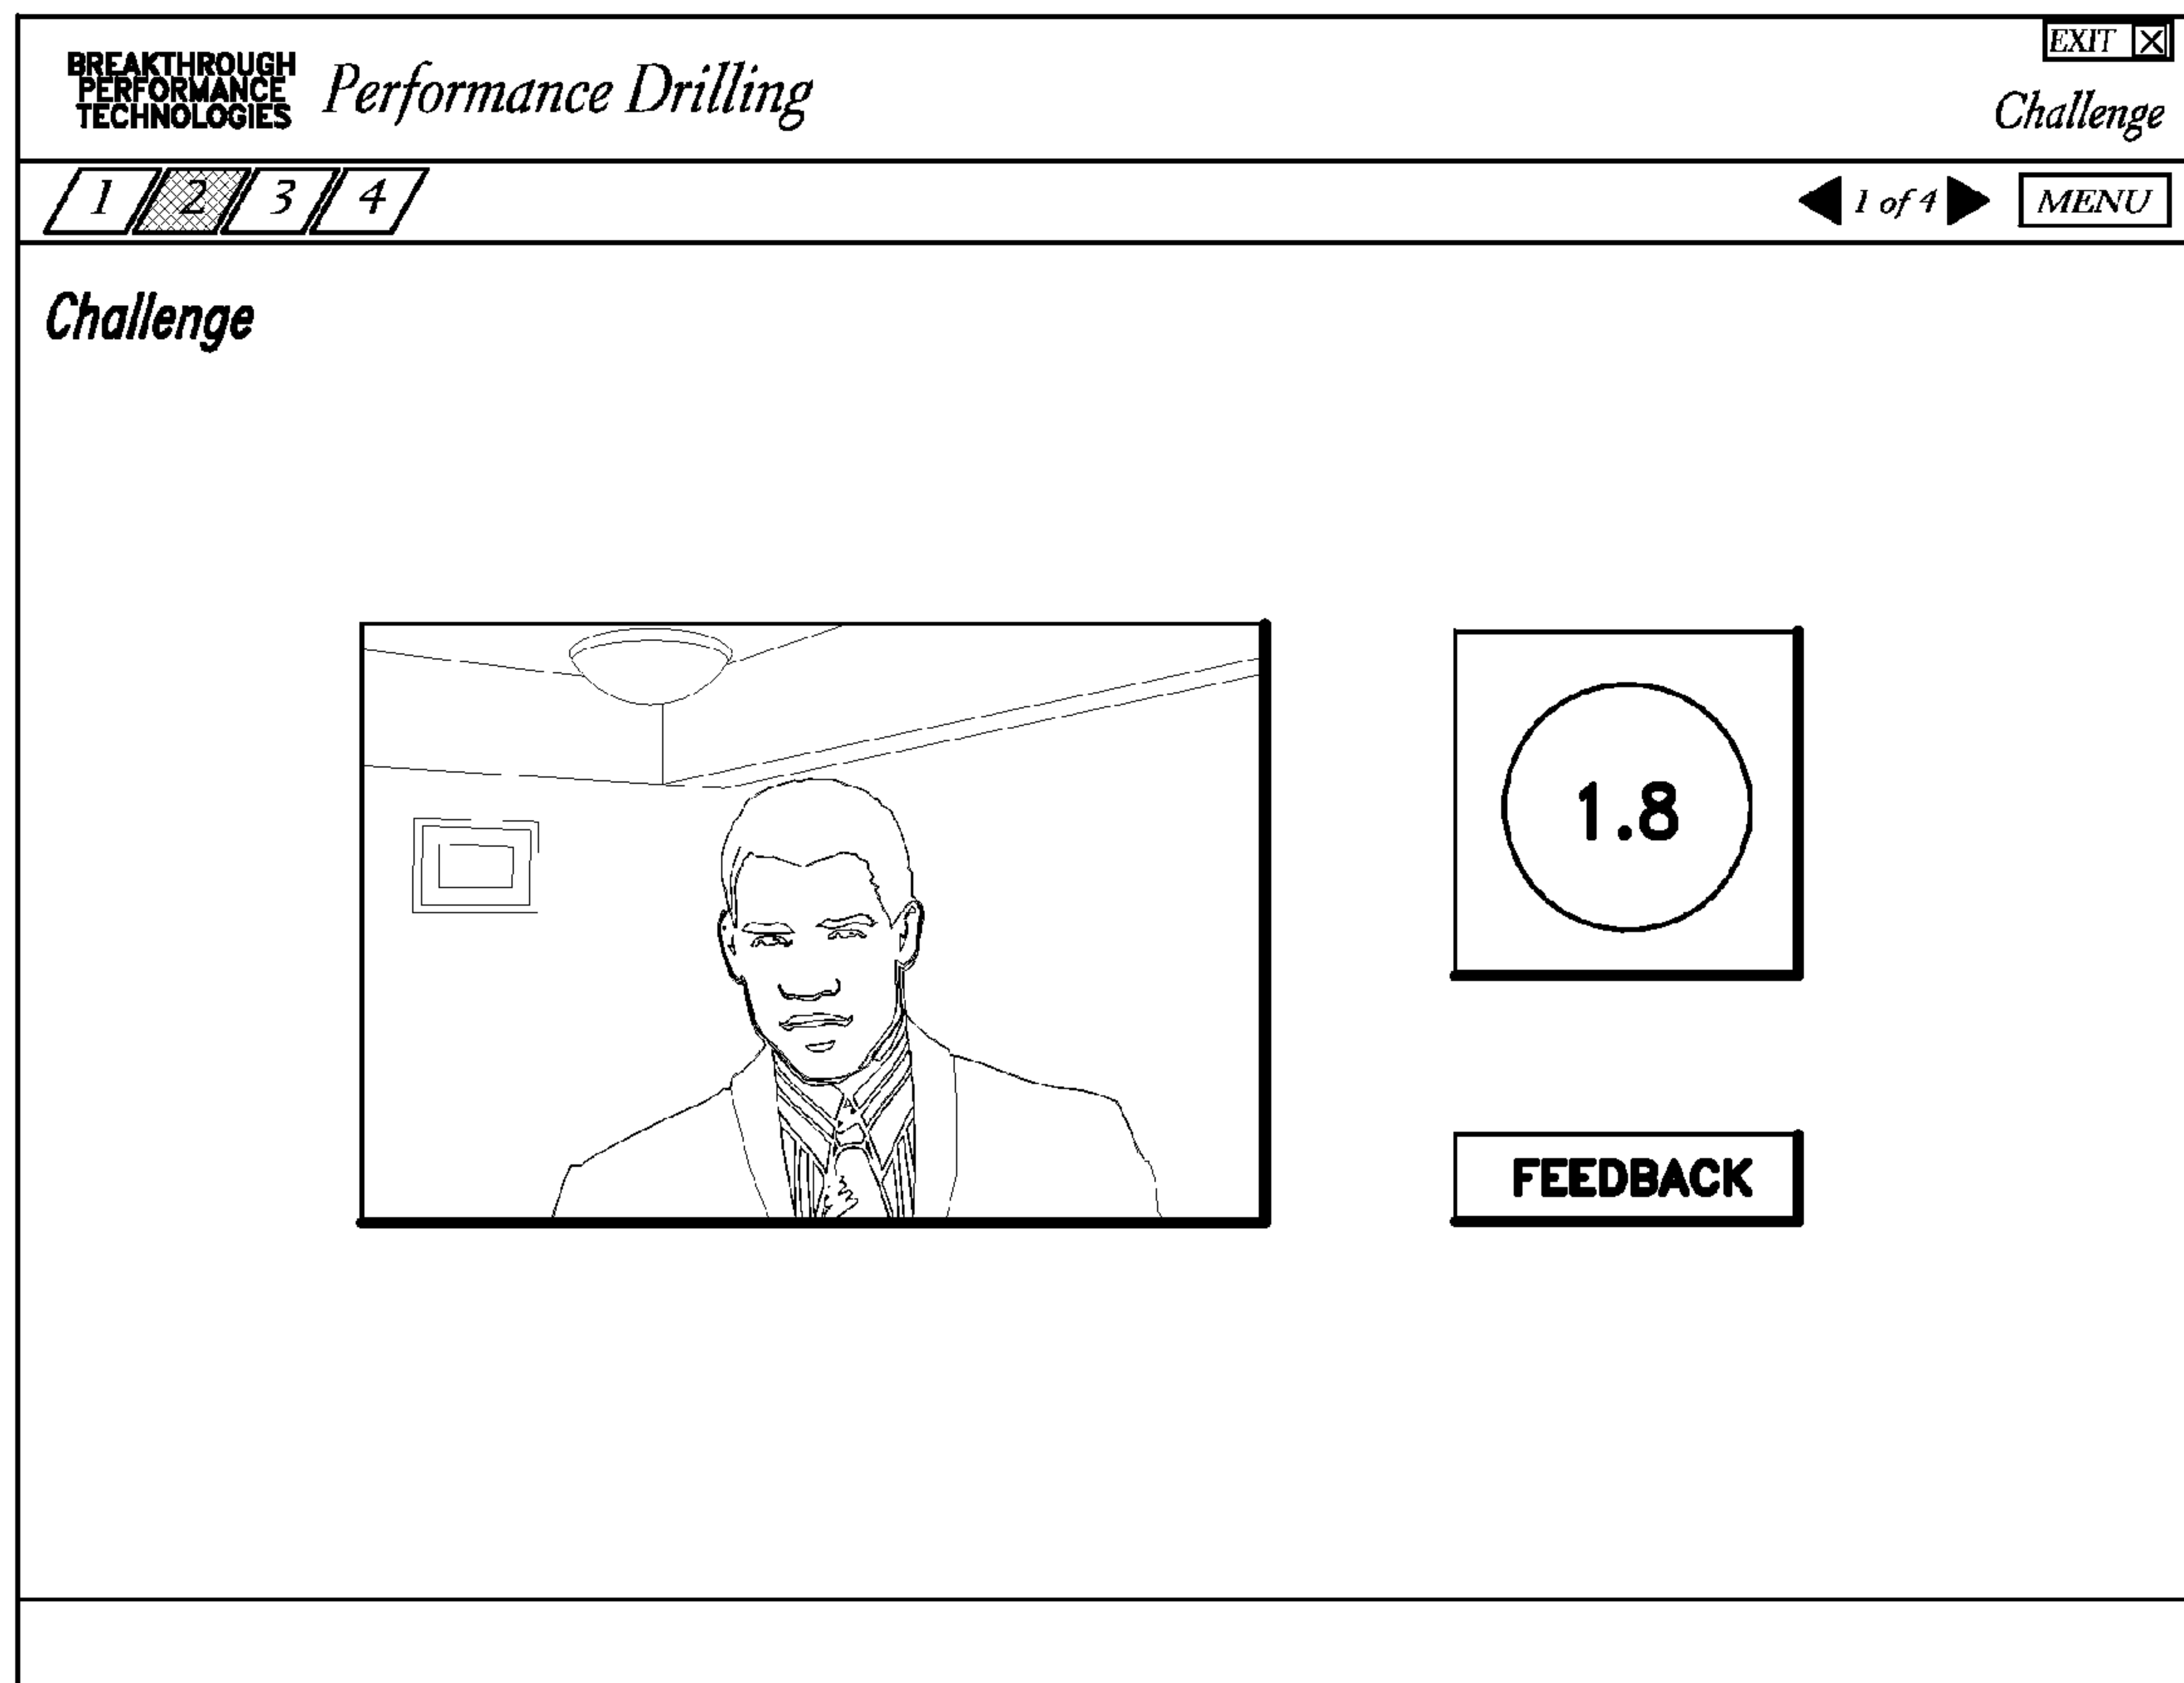 EXIT X
BREAKTHROUGH
PERFORMANCE
TECHNOLOGIES
Performance Drilling
Challenge
1 2 3 4
1 of 4
MENU
Challenge
1.8
FEEDBACK